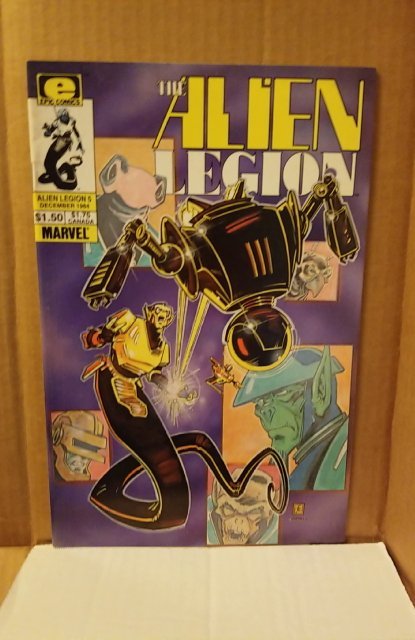 e
EPIC COMICS
THE
ALIEN
LEGION
ALIEN LEGION 5
DECEMBER 1984
$1.50 $1.75
CANADA
MARVEL